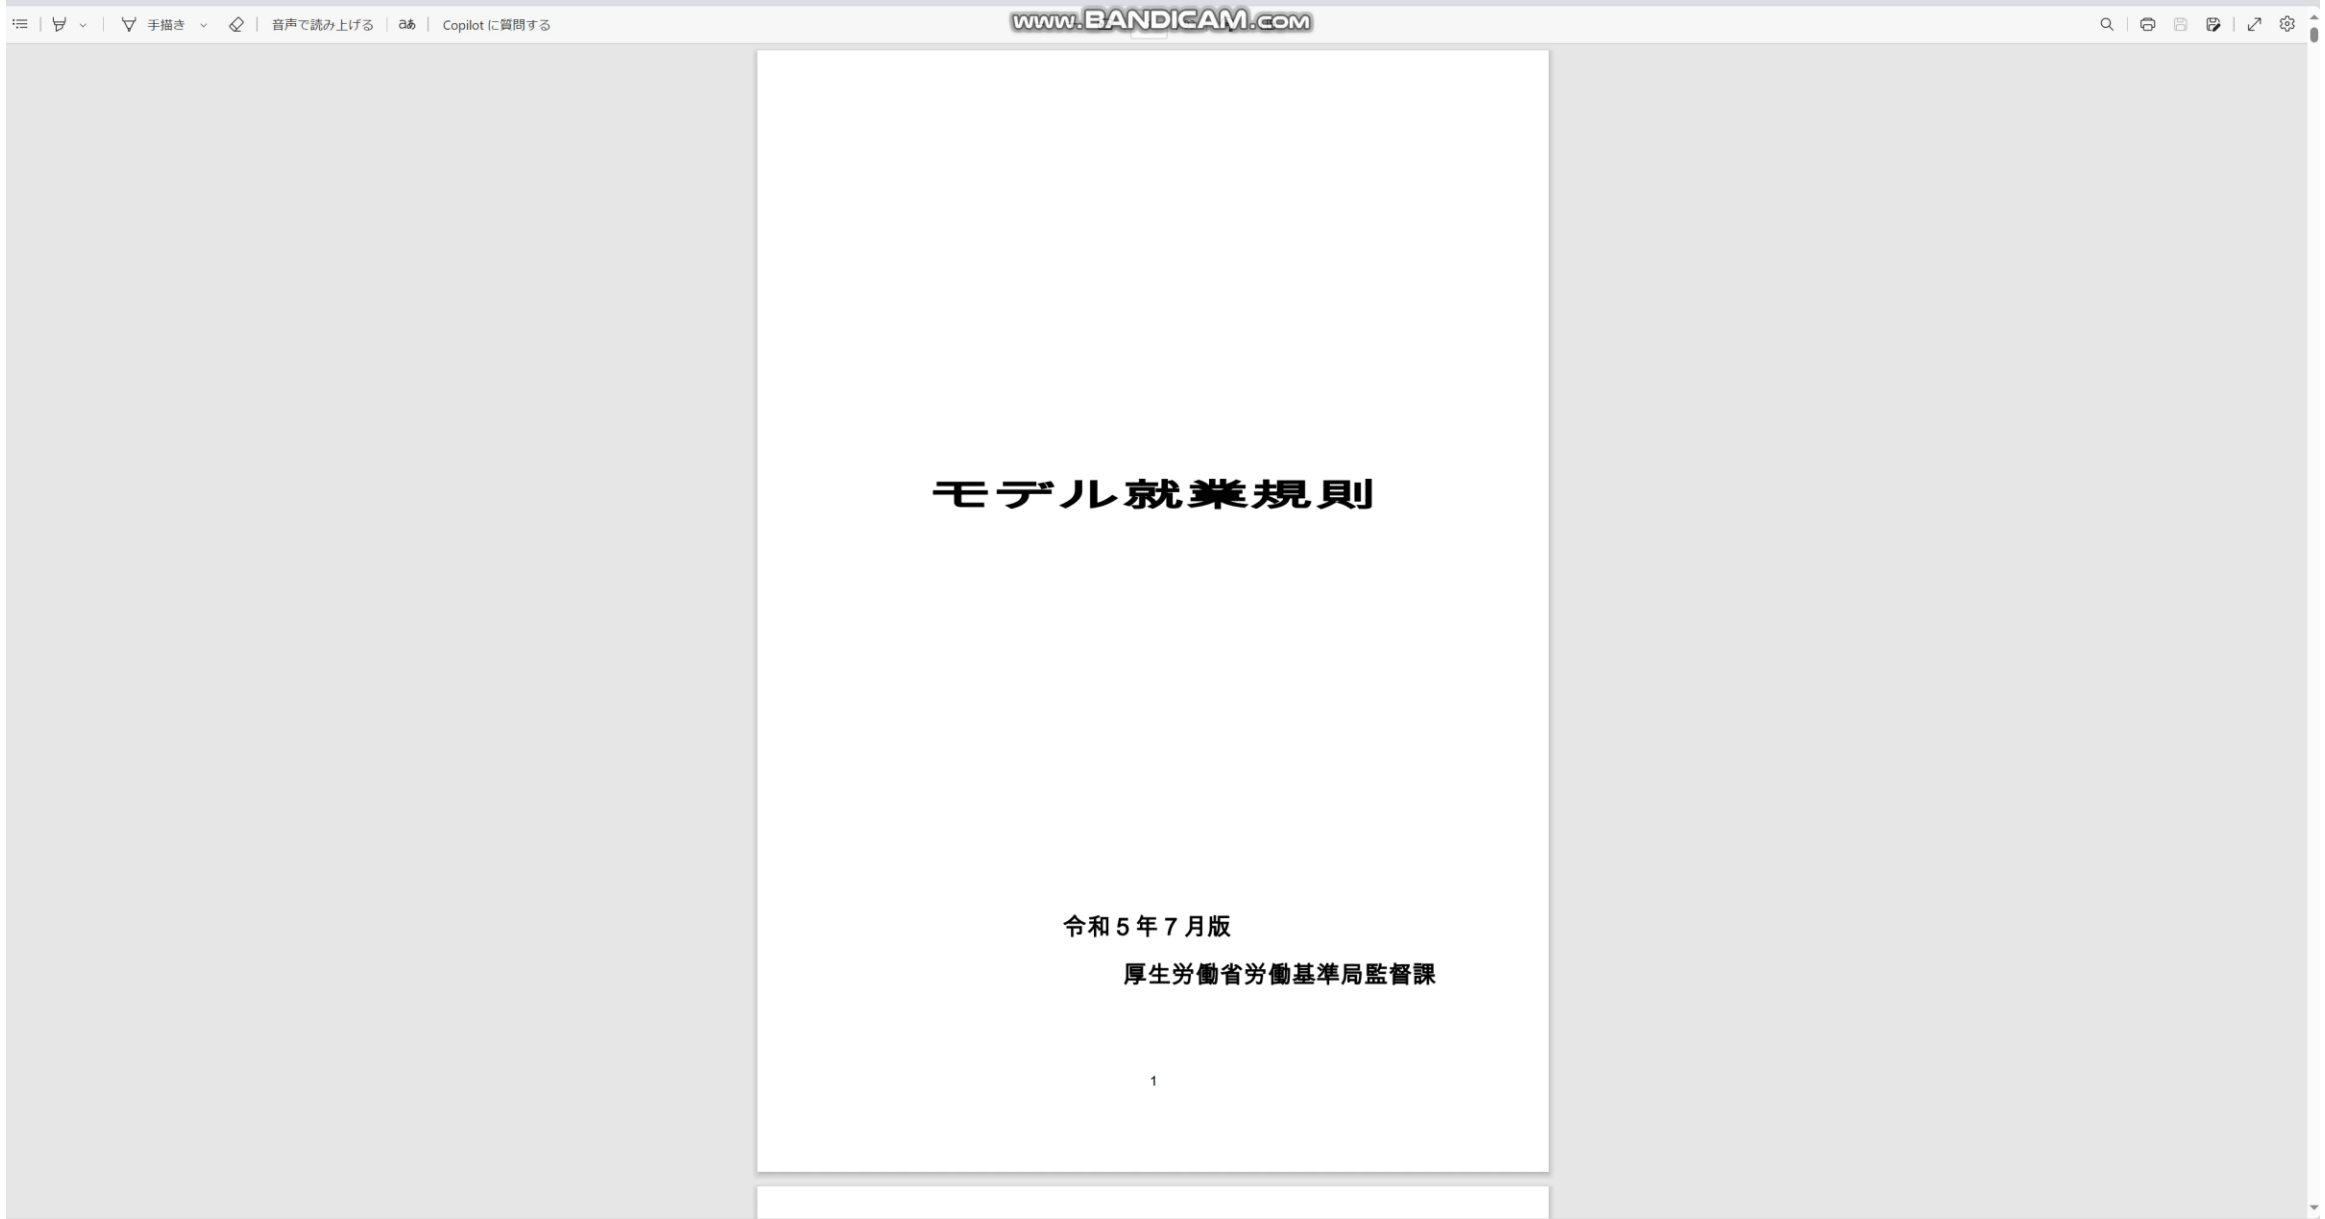 手描き
音声で読み上げる
aあ
Copilot に質問する
www.BANDICAM.com
モデル就業規則
令和５年７月版
厚生労働省労働基準局監督課
1